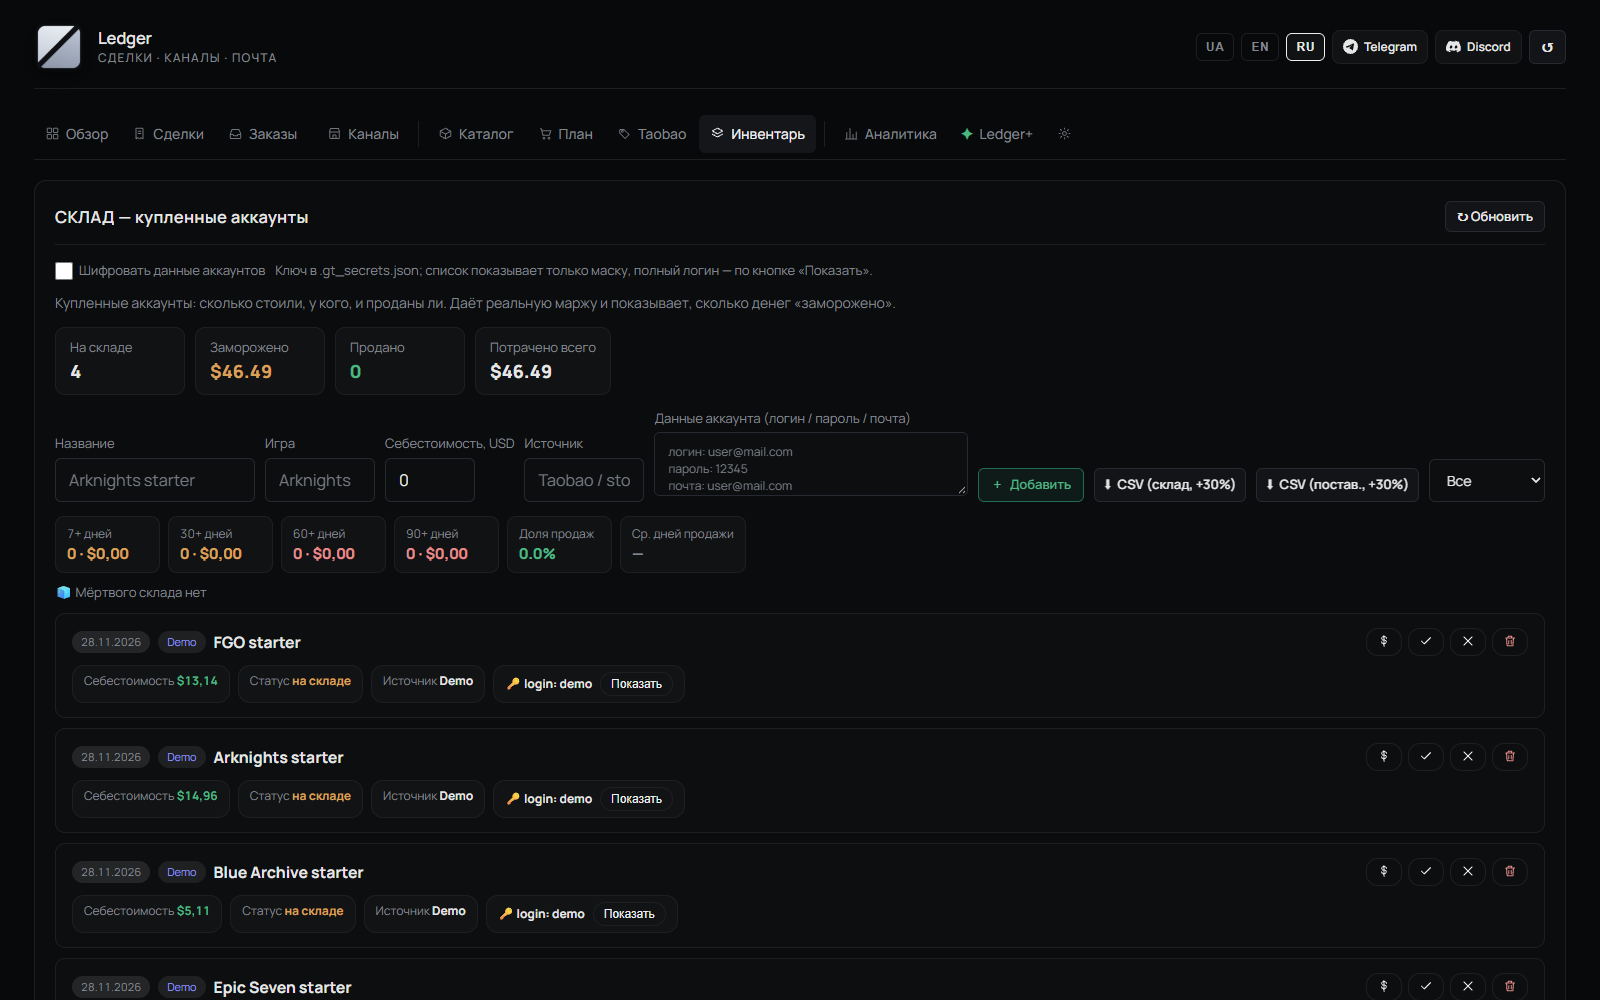 Ledger
СДЕЛКИ · КАНАЛЫ · ПОЧТА
UA EN RU Telegram Discord
Обзор Сделки Заказы Каналы Каталог План Taobao Инвентарь Аналитика Ledger+
СКЛАД — купленные аккаунты
↻ Обновить
Шифровать данные аккаунтов Ключ в .gt_secrets.json; список показывает только маску, полный логин — по кнопке «Показать».
Купленные аккаунты: сколько стоили, у кого, и проданы ли. Даёт реальную маржу и показывает, сколько денег «заморожено».
На складе Заморожено Продано Потрачено всего
4 $46.49 0 $46.49
Данные аккаунта (логин / пароль / почта)
Название Игра Себестоимость, USD Источник
логин: user@mail.com
пароль: 12345
почта: user@mail.com
Arknights starter Arknights 0 Taobao / sto
+ Добавить ⬇ CSV (склад, +30%) ⬇ CSV (постав., +30%) Все
7+ дней 30+ дней 60+ дней 90+ дней Доля продаж Ср. дней продажи
0 · $0,00 0 · $0,00 0 · $0,00 0 · $0,00 0.0% —
Мёртвого склада нет
28.11.2026 Demo FGO starter $ ✓ ✕
Себестоимость $13,14 Статус на складе Источник Demo login: demo Показать
28.11.2026 Demo Arknights starter $ ✓ ✕
Себестоимость $14,96 Статус на складе Источник Demo login: demo Показать
28.11.2026 Demo Blue Archive starter $ ✓ ✕
Себестоимость $5,11 Статус на складе Источник Demo login: demo Показать
28.11.2026 Demo Epic Seven starter $ ✓ ✕